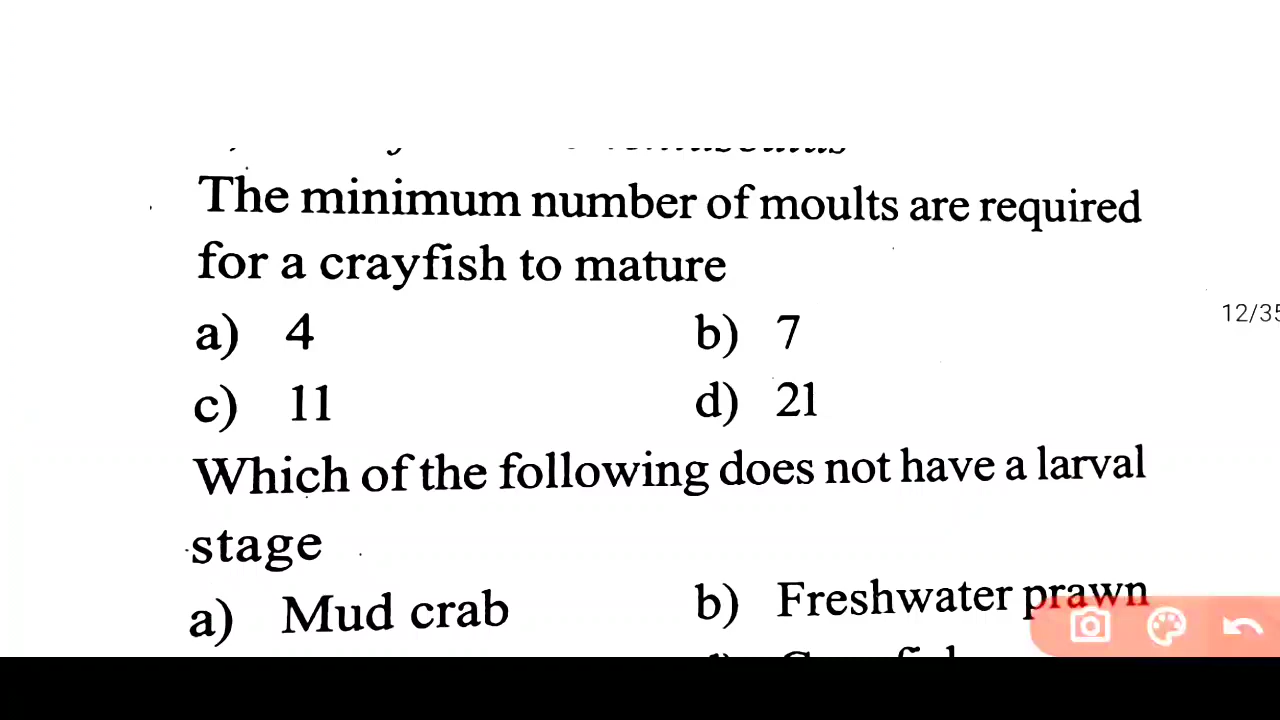 The minimum number of moults are required
for a crayfish to mature
a) 4 b) 7
c) 11 d) 21
12/35
Which of the following does not have a larval
stage
a) Mud crab b) Freshwater prawn